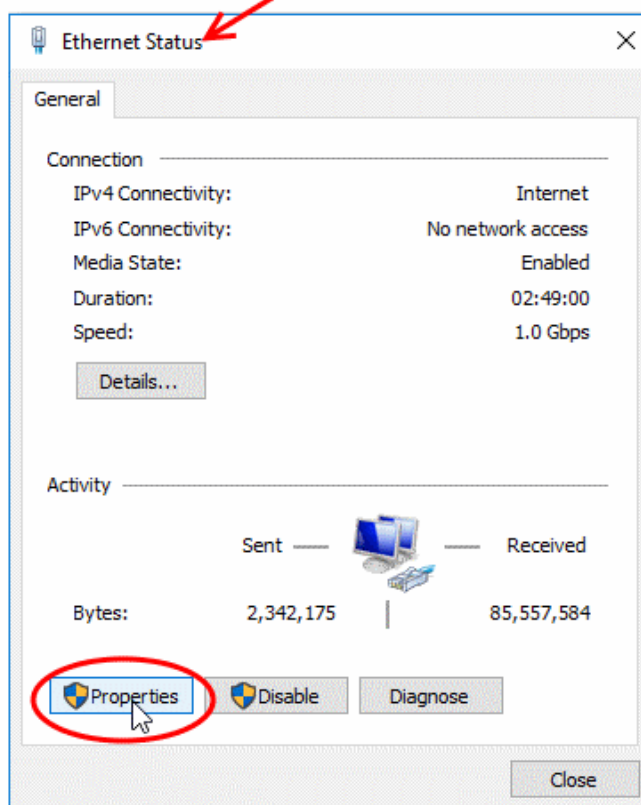 Ethernet Status
General
Connection
IPv4 Connectivity: Internet
IPv6 Connectivity: No network access
Media State: Enabled
Duration: 02:49:00
Speed: 1.0 Gbps
Details...
Activity
Sent Received
Bytes: 2,342,175 85,557,584
Properties Disable Diagnose
Close